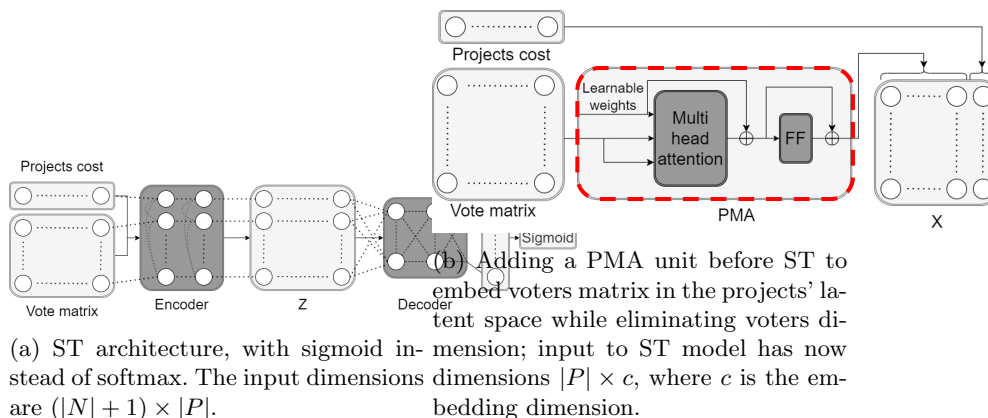 Projects cost
Vote matrix
Encoder
Z
Decoder
Sigmoid
(a) ST architecture, with sigmoid in-
stead of softmax. The input dimensions
are (|N| + 1) × |P|.
Projects cost
Learnable
weights
Multi
head
attention
FF
Vote matrix
PMA
X
(b) Adding a PMA unit before ST to
embed voters matrix in the projects' la-
tent space while eliminating voters di-
mension; input to ST model has now
dimensions |P| × c, where c is the em-
bedding dimension.